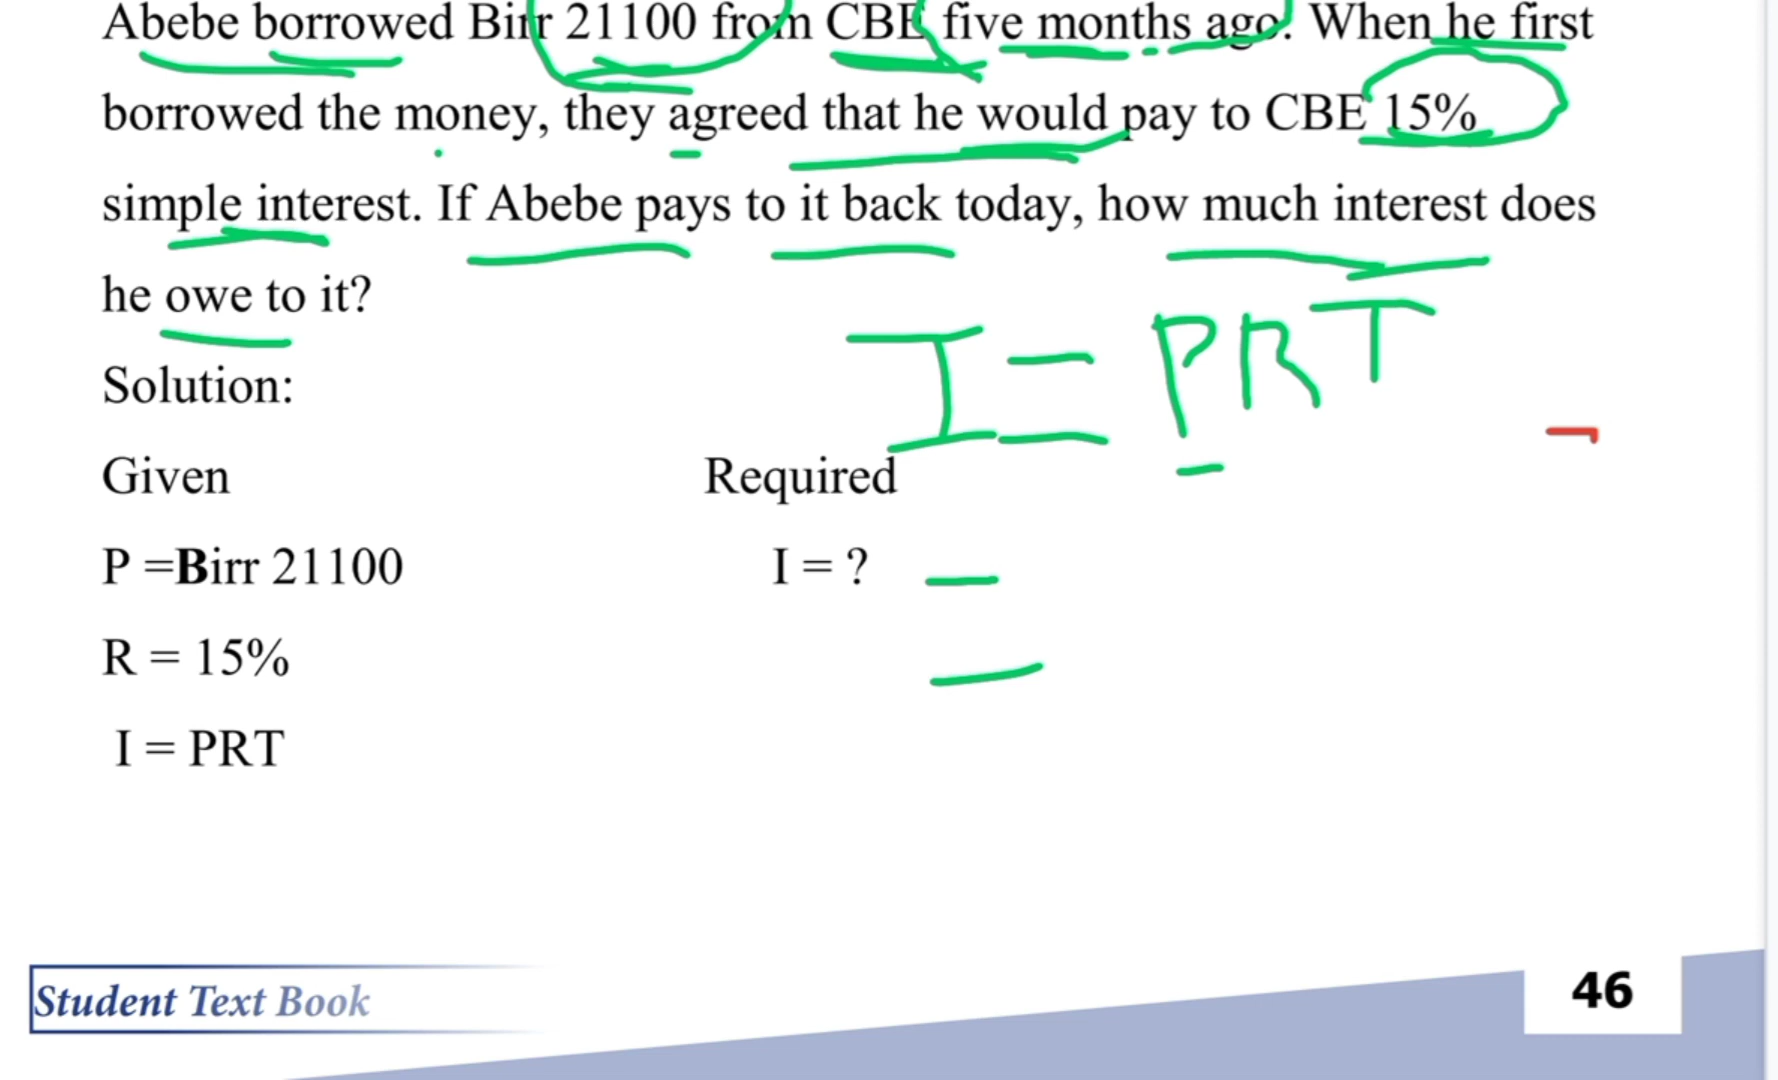 Abebe borrowed Birr 21100 from CBE five months ago. When he first
borrowed the money, they agreed that he would pay to CBE 15%
simple interest. If Abebe pays to it back today, how much interest does
he owe to it?
I = PRT
Solution:
Given Required
P =Birr 21100 I = ?
R = 15%
I = PRT
Student Text Book 46